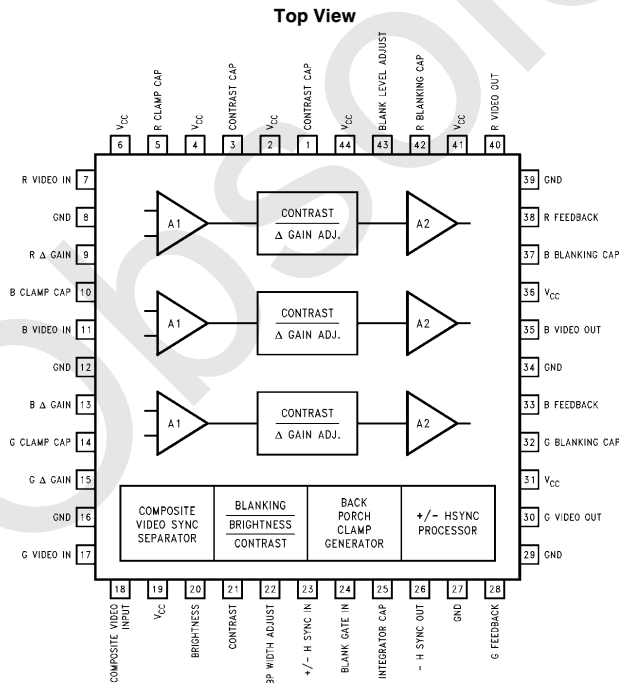 Top View
R CLAMP CAP
CONTRAST CAP
CONTRAST CAP
BLANK LEVEL ADJUST
R BLANKING CAP
R VIDEO OUT
VCC
VCC
VCC
VCC
VCC
6 5 4 3 2 1 44 43 42 41 40
R VIDEO IN 7
GND 8
R Δ GAIN 9
B CLAMP CAP 10
B VIDEO IN 11
GND 12
B Δ GAIN 13
G CLAMP CAP 14
G Δ GAIN 15
GND 16
G VIDEO IN 17
A1
CONTRAST
Δ GAIN ADJ.
A2
A1
CONTRAST
Δ GAIN ADJ.
A2
A1
CONTRAST
Δ GAIN ADJ.
A2
COMPOSITE
VIDEO SYNC
SEPARATOR
BLANKING
BRIGHTNESS
CONTRAST
BACK
PORCH
CLAMP
GENERATOR
+/- HSYNC
PROCESSOR
39 GND
38 R FEEDBACK
37 B BLANKING CAP
36 VCC
35 B VIDEO OUT
34 GND
33 B FEEDBACK
32 G BLANKING CAP
31 VCC
30 G VIDEO OUT
29 GND
18 19 20 21 22 23 24 25 26 27 28
COMPOSITE VIDEO
INPUT
VCC
BRIGHTNESS
CONTRAST
BP WIDTH ADJUST
+/- H SYNC IN
BLANK GATE IN
INTEGRATOR CAP
- H SYNC OUT
GND
G FEEDBACK